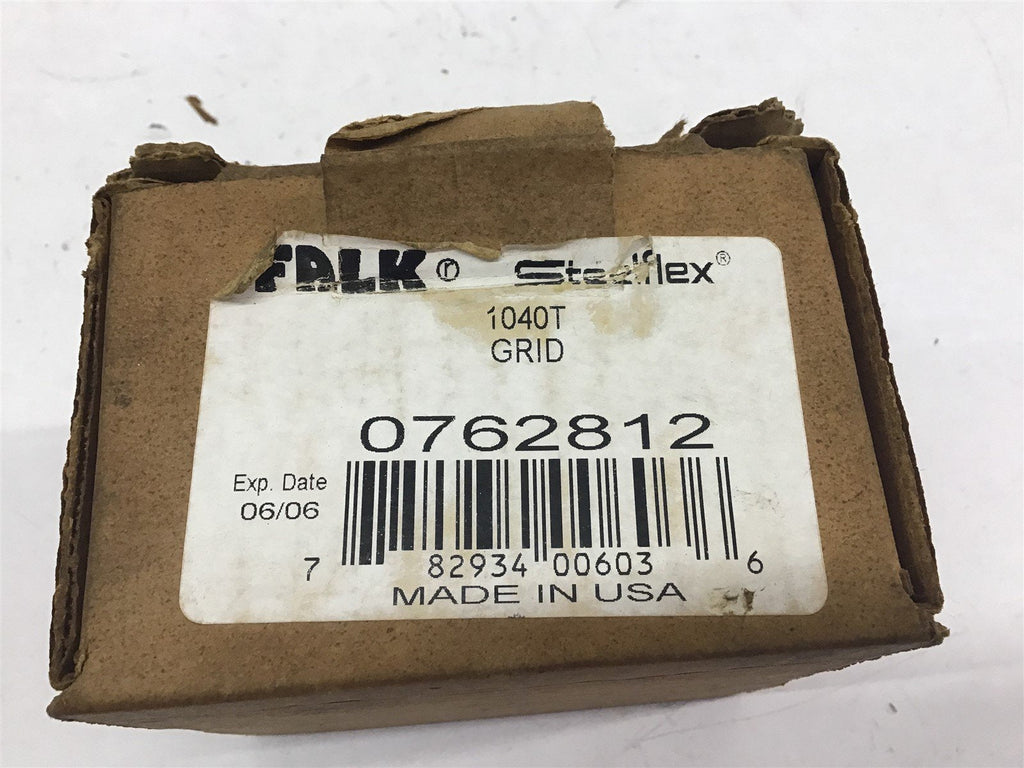 FALK® Steelflex®
1040T
GRID
0762812
Exp. Date
06/06
7 82934 00603 6
MADE IN USA